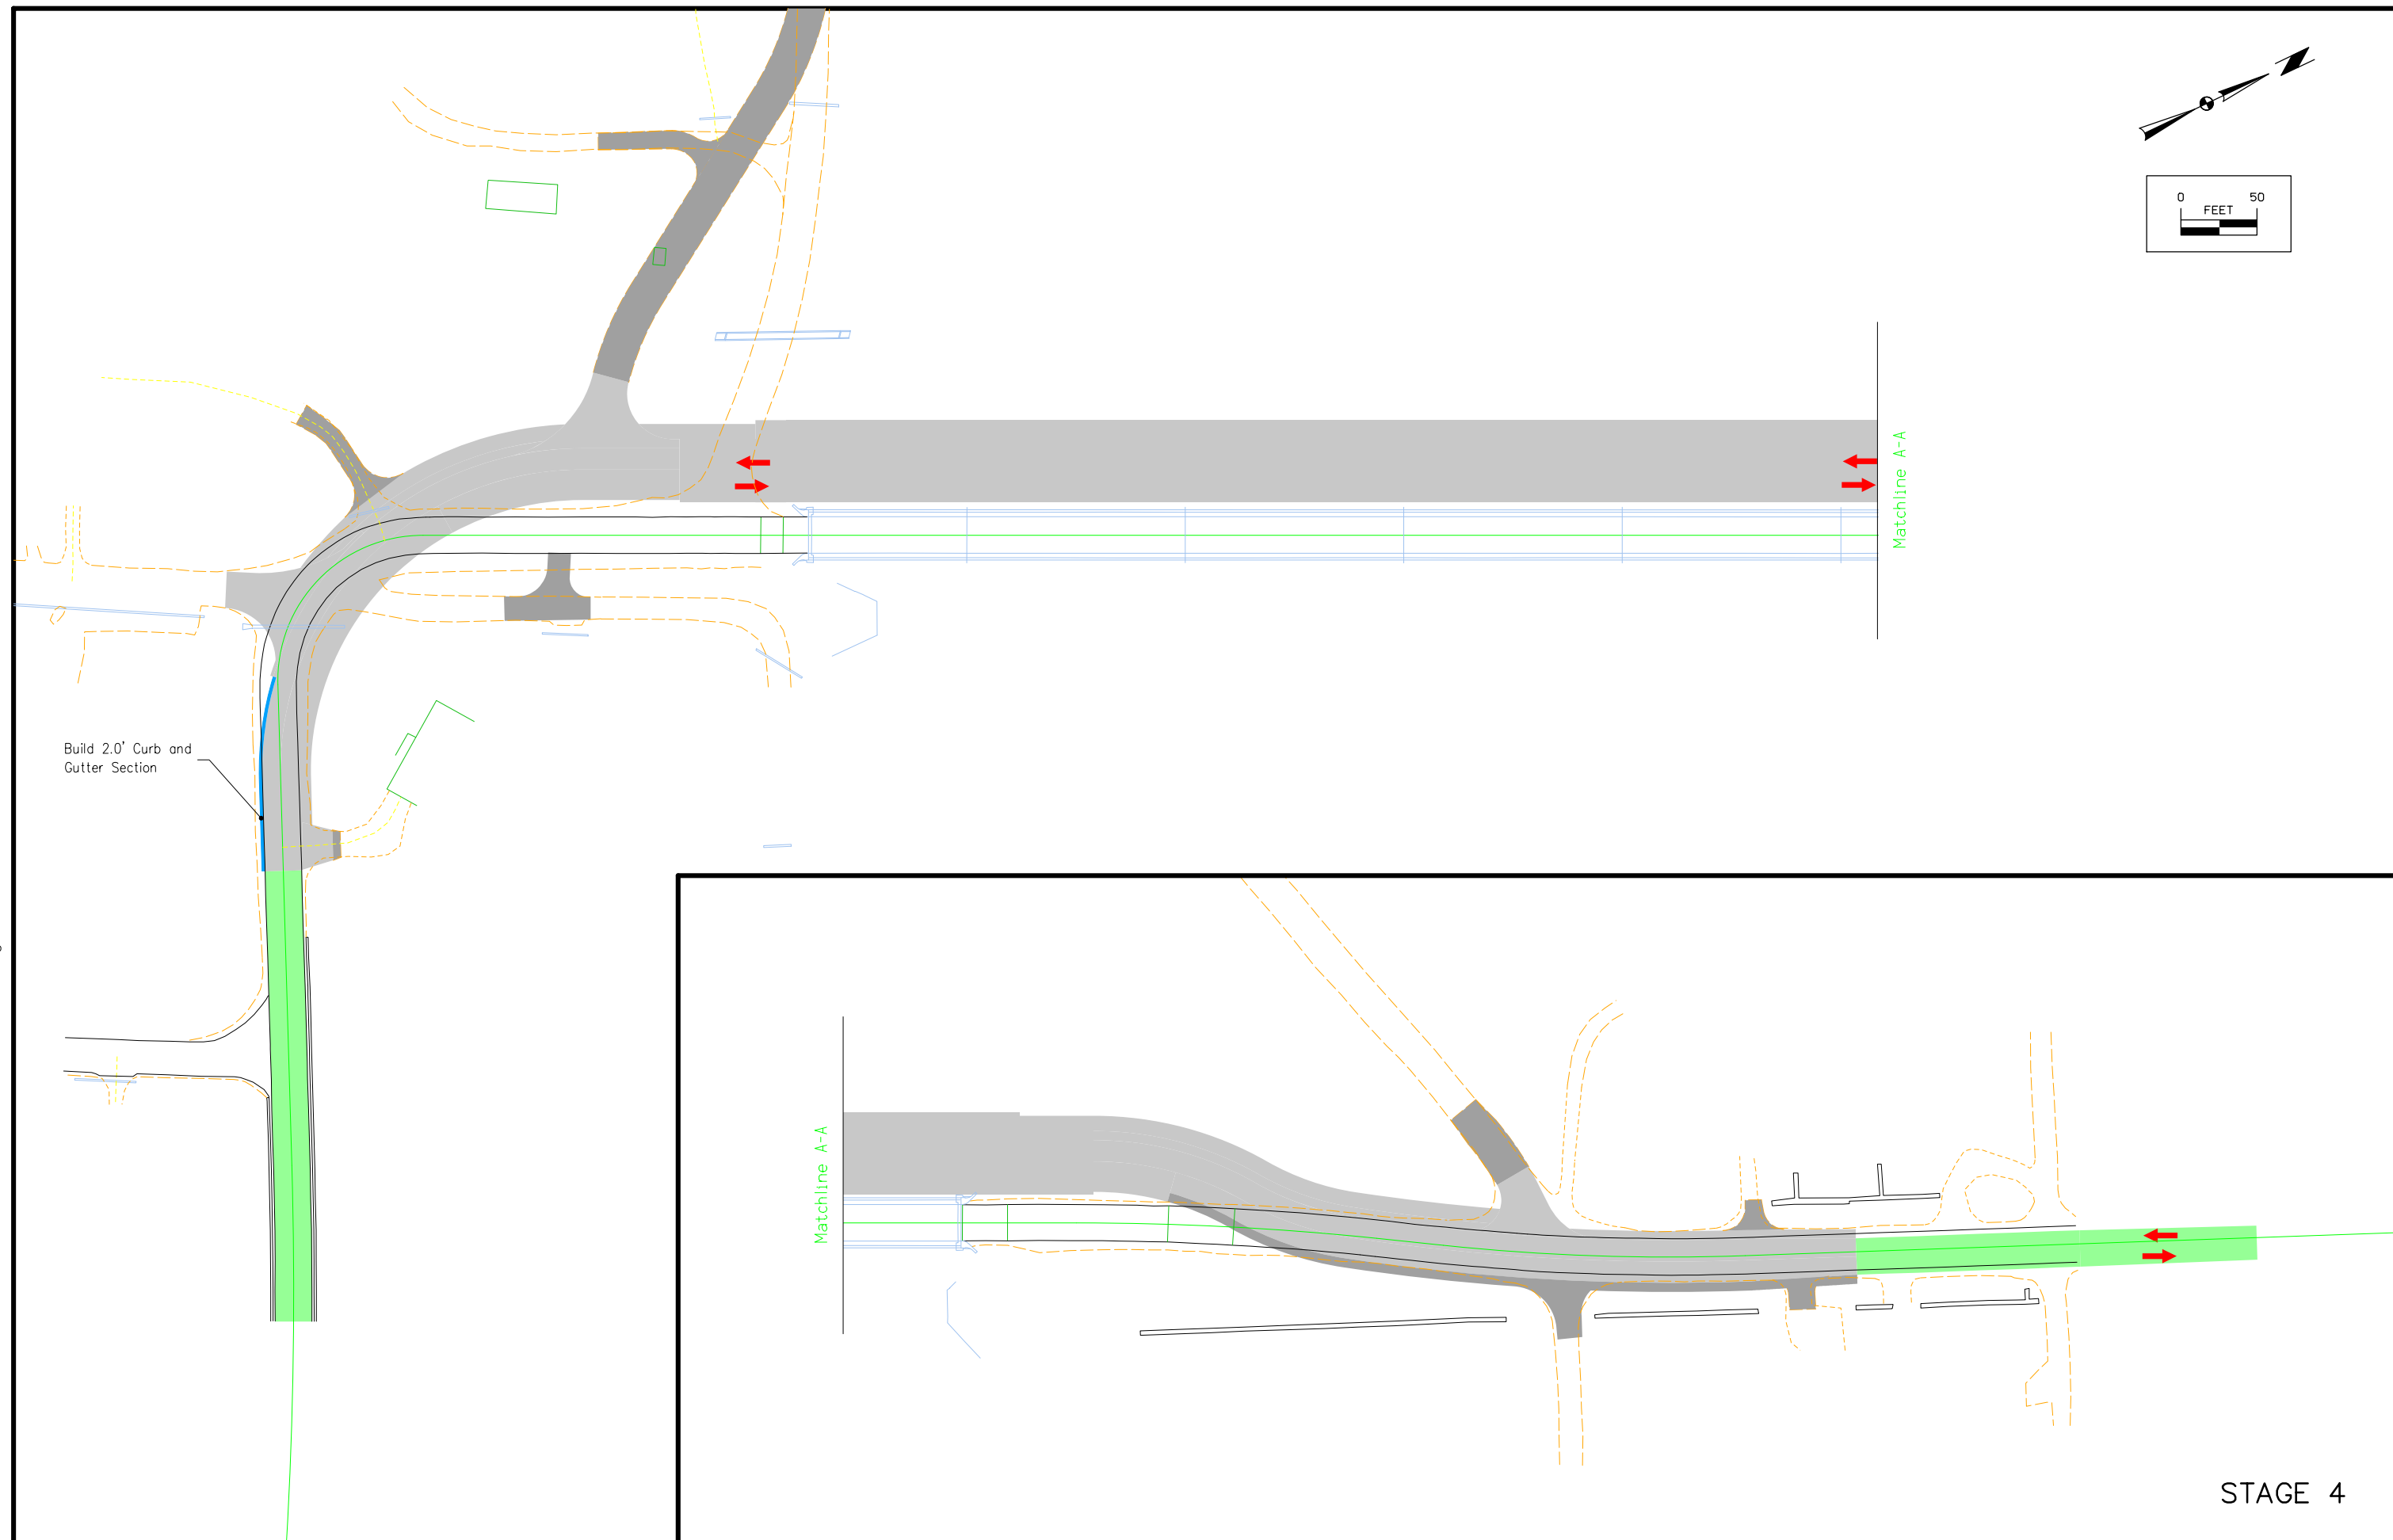 N
0 50
FEET
Matchline A-A
Build 2.0' Curb and
Gutter Section
Matchline A-A
STAGE 4